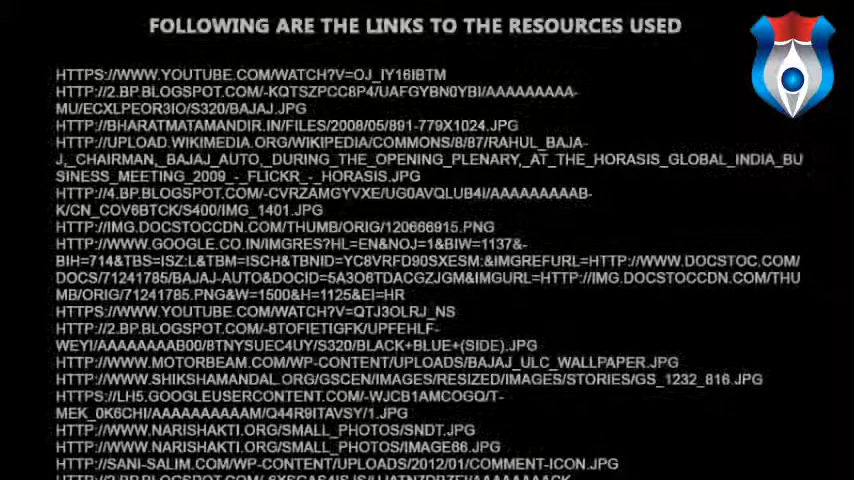 FOLLOWING ARE THE LINKS TO THE RESOURCES USED
HTTPS://WWW.YOUTUBE.COM/WATCH?V=OJ_IY16IBTM
HTTP://2.BP.BLOGSPOT.COM/-KQTSZPCC8P4/UAFGYBN0YBI/AAAAAAAAA-
MU/ECXLPEOR3IO/S320/BAJAJ.JPG
HTTP://BHARATMATAMANDIR.IN/FILES/2008/05/891-779X1024.JPG
HTTP://UPLOAD.WIKIMEDIA.ORG/WIKIPEDIA/COMMONS/8/87/RAHUL_BAJA-
J,_CHAIRMAN,_BAJAJ_AUTO,_DURING_THE_OPENING_PLENARY,_AT_THE_HORASIS_GLOBAL_INDIA_BU
SINESS_MEETING_2009_-_FLICKR_-_HORASIS.JPG
HTTP://4.BP.BLOGSPOT.COM/-CVRZAMGYVXE/UG0AVQLUB4I/AAAAAAAAAB-
K/CN_COV6BTCK/S400/IMG_1401.JPG
HTTP://IMG.DOCSTOCCDN.COM/THUMB/ORIG/120666915.PNG
HTTP://WWW.GOOGLE.CO.IN/IMGRES?HL=EN&NOJ=1&BIW=1137&-
BIH=714&TBS=ISZ:L&TBM=ISCH&TBNID=YC8VRFD90SXESM:&IMGREFURL=HTTP://WWW.DOCSTOC.COM/
DOCS/71241785/BAJAJ-AUTO&DOCID=5A3O6TDACGZJGM&IMGURL=HTTP://IMG.DOCSTOCCDN.COM/THU
MB/ORIG/71241785.PNG&W=1500&H=1125&EI=HR
HTTPS://WWW.YOUTUBE.COM/WATCH?V=QTJ3OLRJ_NS
HTTP://2.BP.BLOGSPOT.COM/-8TOFIETIGFK/UPFEHLF-
WEYI/AAAAAAAAB00/8TNYSUEC4UY/S320/BLACK+BLUE+(SIDE).JPG
HTTP://WWW.MOTORBEAM.COM/WP-CONTENT/UPLOADS/BAJAJ_ULC_WALLPAPER.JPG
HTTP://WWW.SHIKSHAMANDAL.ORG/GSCEN/IMAGES/RESIZED/IMAGES/STORIES/GS_1232_816.JPG
HTTPS://LH5.GOOGLEUSERCONTENT.COM/-WJCB1AMCOGQ/T-
MEK_0K6CHI/AAAAAAAAAAM/Q44R9ITAVSY/1.JPG
HTTP://WWW.NARISHAKTI.ORG/SMALL_PHOTOS/SNDT.JPG
HTTP://WWW.NARISHAKTI.ORG/SMALL_PHOTOS/IMAGE66.JPG
HTTP://SANI-SALIM.COM/WP-CONTENT/UPLOADS/2012/01/COMMENT-ICON.JPG